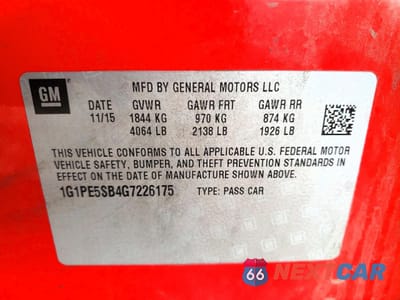 GM
MFD BY GENERAL MOTORS LLC
DATE GVWR GAWR FRT GAWR RR
11/15 1844 KG 970 KG 874 KG
4064 LB 2138 LB 1926 LB
THIS VEHICLE CONFORMS TO ALL APPLICABLE U.S. FEDERAL MOTOR
VEHICLE SAFETY, BUMPER, AND THEFT PREVENTION STANDARDS IN
EFFECT ON THE DATE OF MANUFACTURE SHOWN ABOVE.
1G1PE5SB4G7226175 TYPE: PASS CAR
66 NEXTCAR